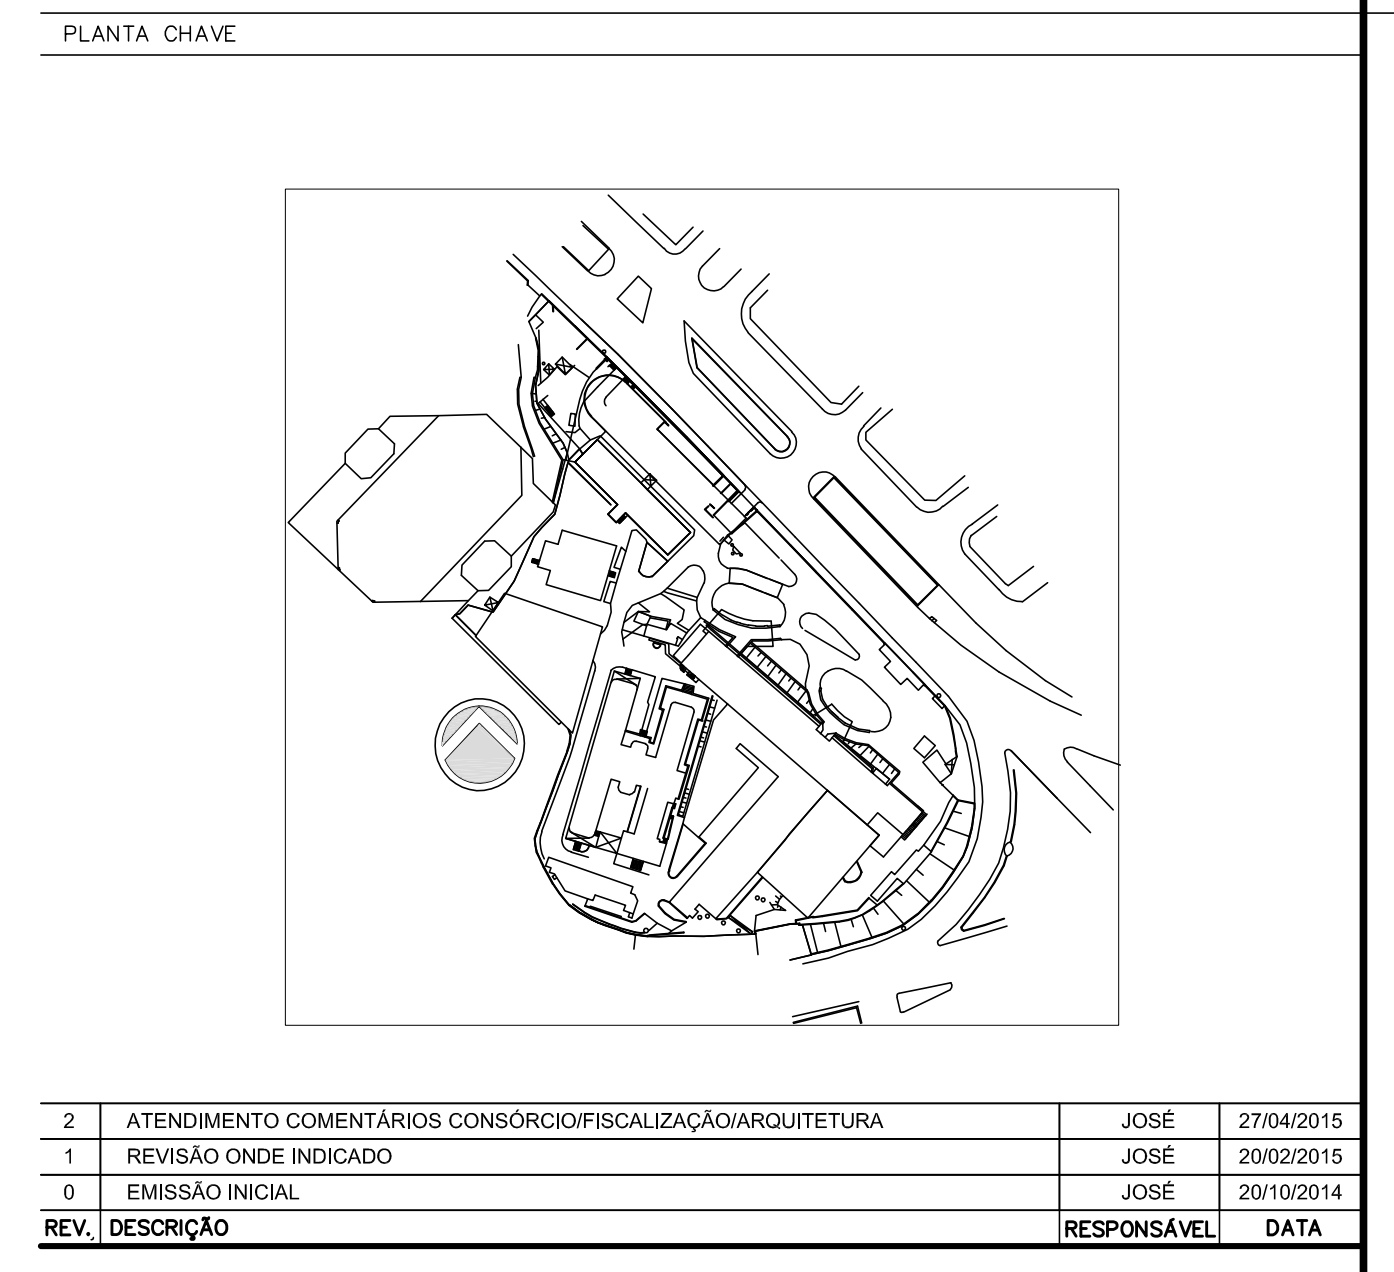 PLANTA CHAVE
2 ATENDIMENTO COMENTÁRIOS CONSÓRCIO/FISCALIZAÇÃO/ARQUITETURA JOSÉ 27/04/2015
1 REVISÃO ONDE INDICADO JOSÉ 20/02/2015
0 EMISSÃO INICIAL JOSÉ 20/10/2014
REV. DESCRIÇÃO RESPONSÁVEL DATA